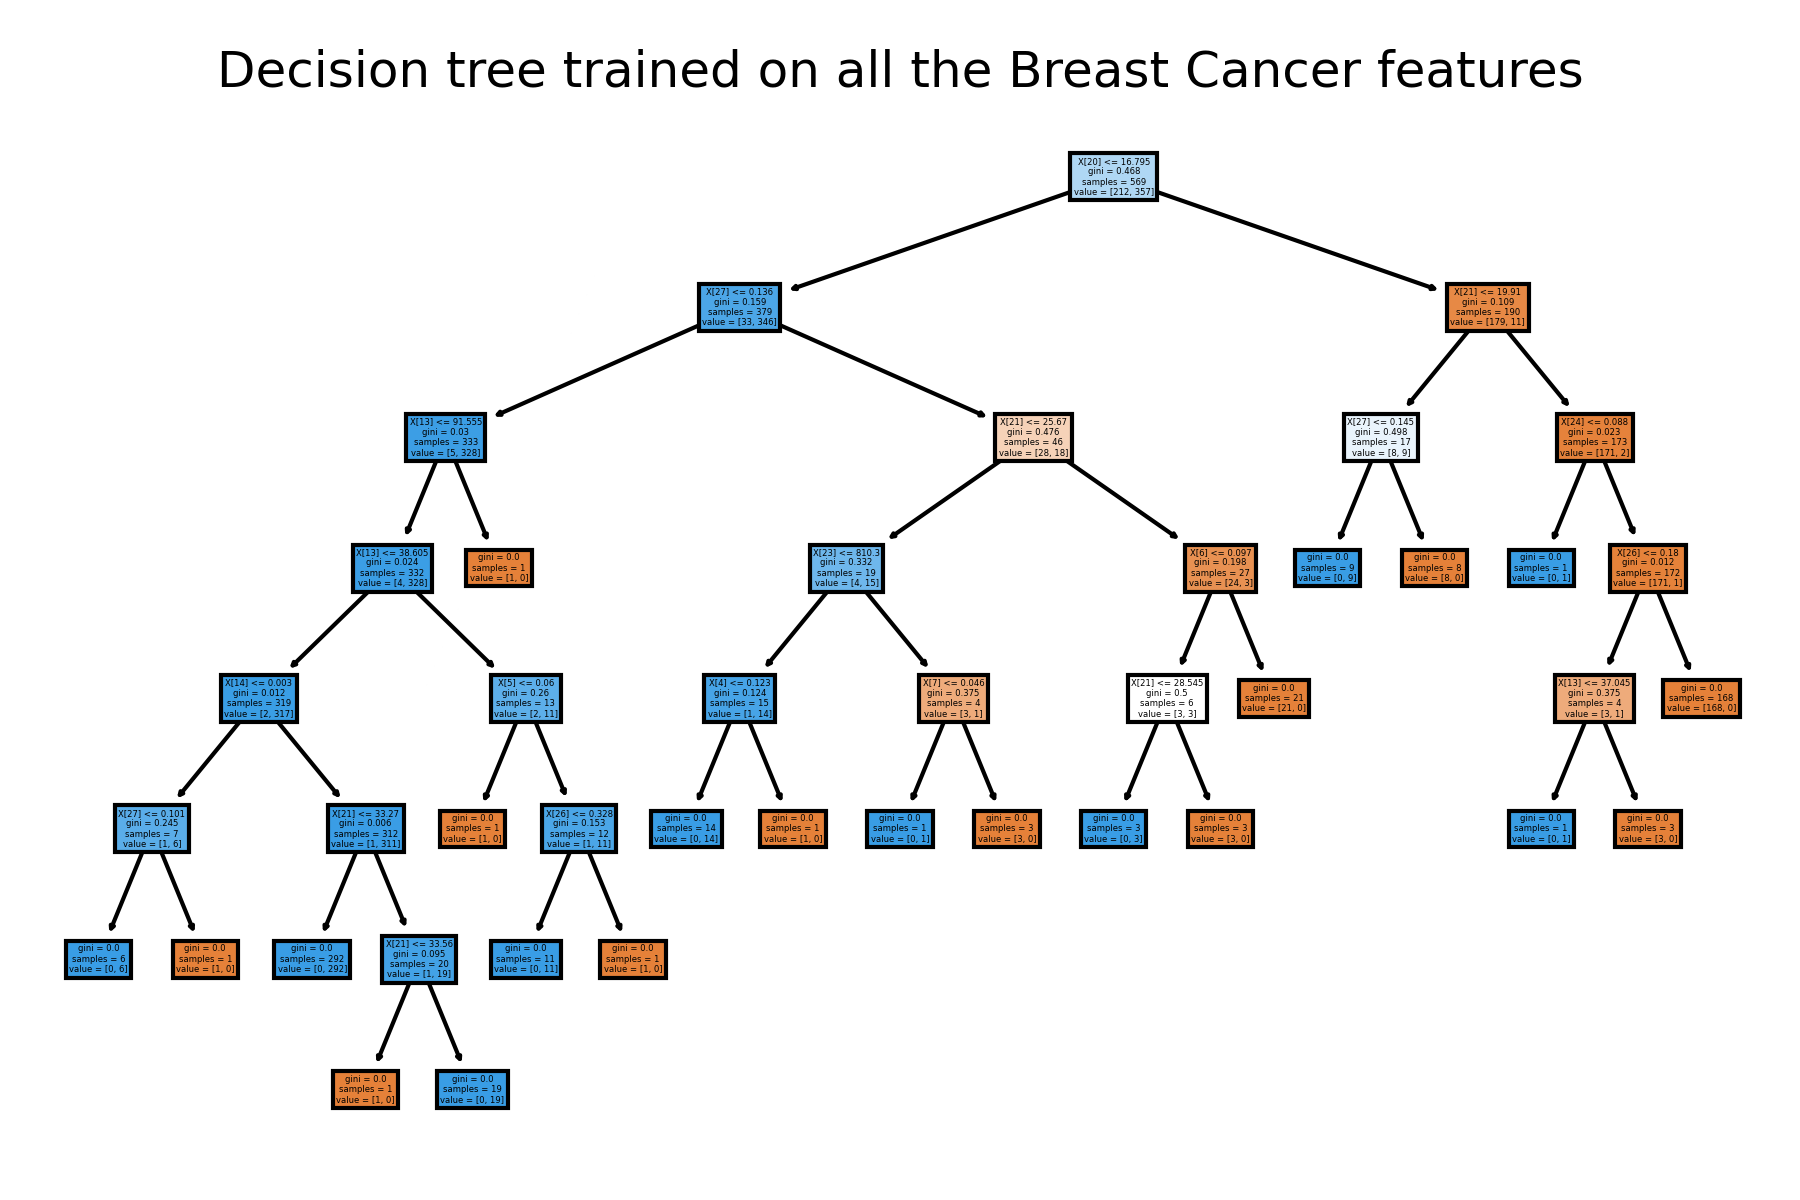 Decision tree trained on all the Breast Cancer features
X[20] <= 16.795
gini = 0.468
samples = 569
value = [212, 357]
X[27] <= 0.136
gini = 0.159
samples = 379
value = [33, 346]
X[21] <= 19.91
gini = 0.109
samples = 190
value = [179, 11]
X[13] <= 91.555
gini = 0.03
samples = 333
value = [5, 328]
X[21] <= 25.67
gini = 0.476
samples = 46
value = [28, 18]
X[27] <= 0.145
gini = 0.498
samples = 17
value = [8, 9]
X[24] <= 0.088
gini = 0.023
samples = 173
value = [171, 2]
X[13] <= 38.605
gini = 0.024
samples = 332
value = [4, 328]
gini = 0.0
samples = 1
value = [1, 0]
X[23] <= 810.3
gini = 0.332
samples = 19
value = [4, 15]
X[6] <= 0.097
gini = 0.198
samples = 27
value = [24, 3]
gini = 0.0
samples = 9
value = [0, 9]
gini = 0.0
samples = 8
value = [8, 0]
gini = 0.0
samples = 1
value = [0, 1]
X[26] <= 0.18
gini = 0.012
samples = 172
value = [171, 1]
X[14] <= 0.003
gini = 0.012
samples = 319
value = [2, 317]
X[5] <= 0.06
gini = 0.26
samples = 13
value = [2, 11]
X[4] <= 0.123
gini = 0.124
samples = 15
value = [1, 14]
X[7] <= 0.046
gini = 0.375
samples = 4
value = [3, 1]
X[21] <= 28.545
gini = 0.5
samples = 6
value = [3, 3]
gini = 0.0
samples = 21
value = [21, 0]
X[13] <= 37.045
gini = 0.375
samples = 4
value = [3, 1]
gini = 0.0
samples = 168
value = [168, 0]
X[27] <= 0.101
gini = 0.245
samples = 7
value = [1, 6]
X[21] <= 33.27
gini = 0.006
samples = 312
value = [1, 311]
gini = 0.0
samples = 1
value = [1, 0]
X[26] <= 0.328
gini = 0.153
samples = 12
value = [1, 11]
gini = 0.0
samples = 14
value = [0, 14]
gini = 0.0
samples = 1
value = [1, 0]
gini = 0.0
samples = 1
value = [0, 1]
gini = 0.0
samples = 3
value = [3, 0]
gini = 0.0
samples = 3
value = [0, 3]
gini = 0.0
samples = 3
value = [3, 0]
gini = 0.0
samples = 1
value = [0, 1]
gini = 0.0
samples = 3
value = [3, 0]
gini = 0.0
samples = 6
value = [0, 6]
gini = 0.0
samples = 1
value = [1, 0]
gini = 0.0
samples = 292
value = [0, 292]
X[21] <= 33.56
gini = 0.095
samples = 20
value = [1, 19]
gini = 0.0
samples = 11
value = [0, 11]
gini = 0.0
samples = 1
value = [1, 0]
gini = 0.0
samples = 1
value = [1, 0]
gini = 0.0
samples = 19
value = [0, 19]